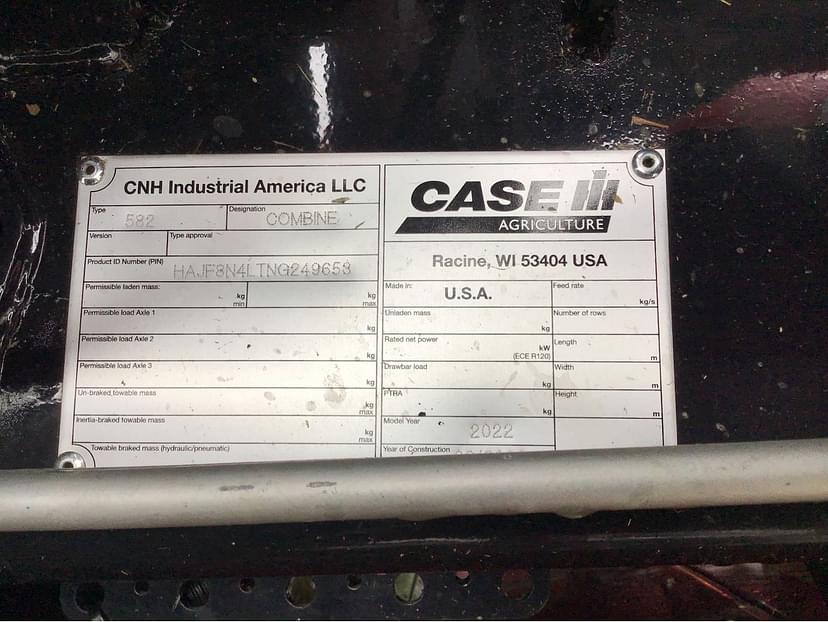 CNH Industrial America LLC
Type
582
Designation
COMBINE
Version
Type approval
Product ID Number (PIN)
HAJF8N4LTNG249658
Permissible laden mass:
kg
min
kg
max
Permissible load Axle 1
kg
Permissible load Axle 2
kg
Permissible load Axle 3
kg
Un-braked towable mass
kg
max
Inertia-braked towable mass
kg
max
Towable braked mass (hydraulic/pneumatic)
CASE IH
AGRICULTURE
Racine, WI 53404 USA
Made in:
U.S.A.
Feed rate
kg/s
Unladen mass
kg
Number of rows
Rated net power
kW
(ECE R120)
Length
m
Drawbar load
kg
Width
m
PTRA
kg
Height
m
Model Year
2022
Year of Construction